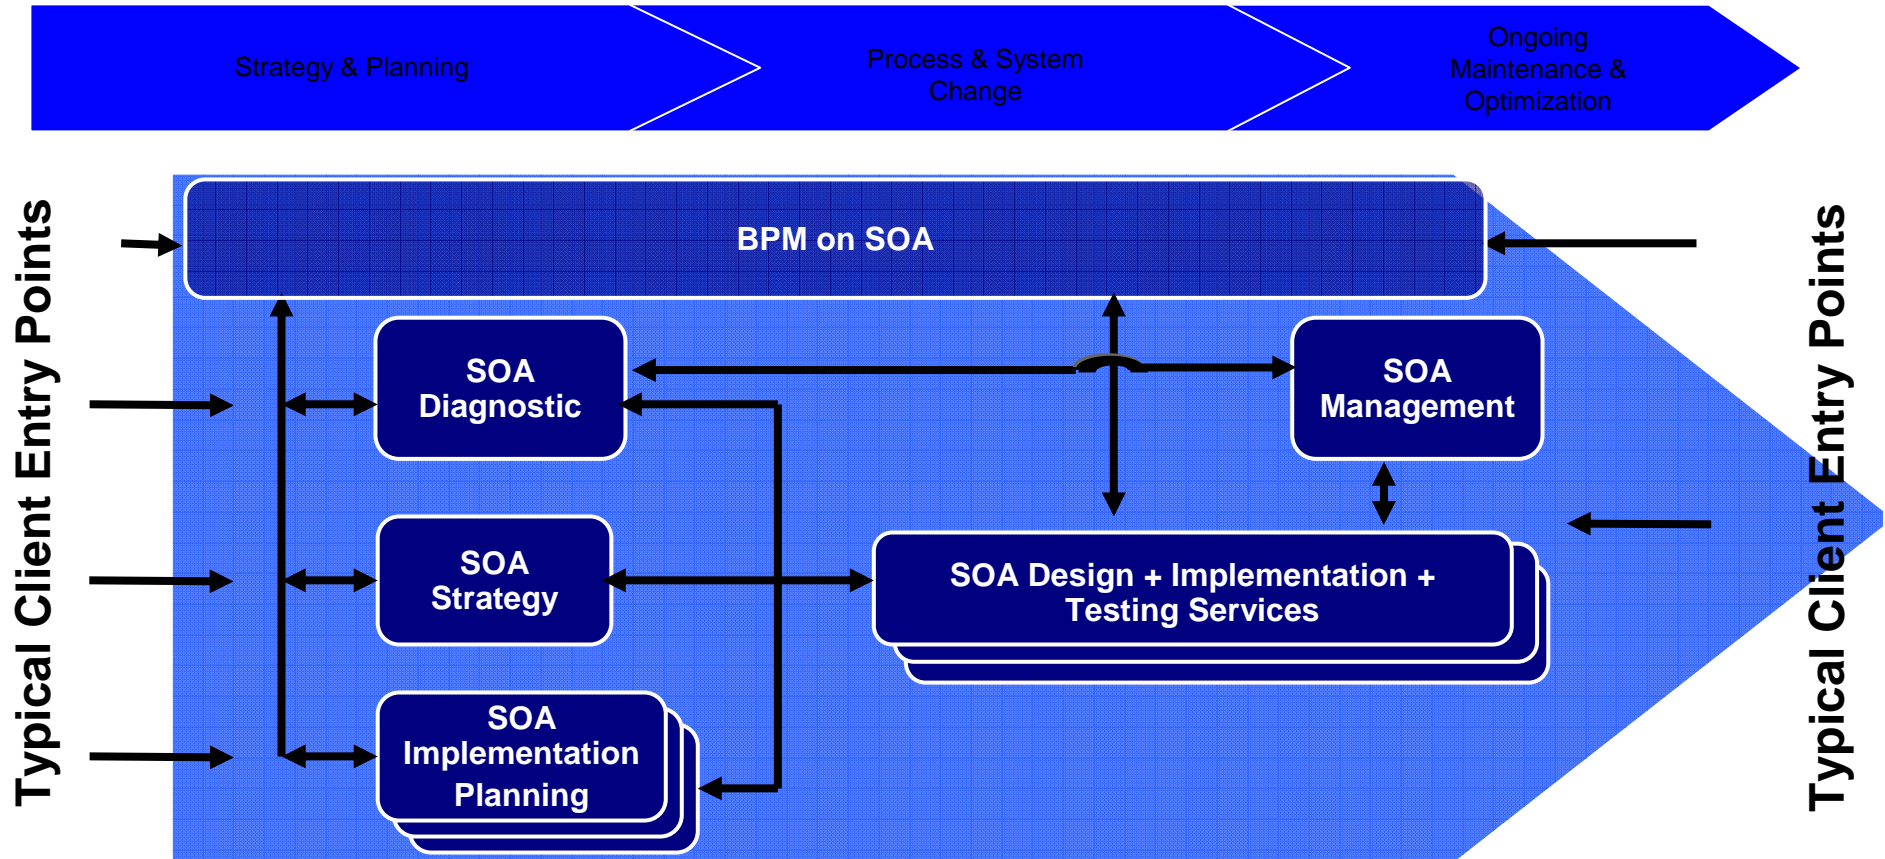 Strategy & Planning
Process & System
Change
Ongoing
Maintenance &
Optimization
Typical Client Entry Points
BPM on SOA
SOA
Diagnostic
SOA
Management
SOA
Strategy
SOA Design + Implementation +
Testing Services
SOA
Implementation
Planning
Typical Client Entry Points